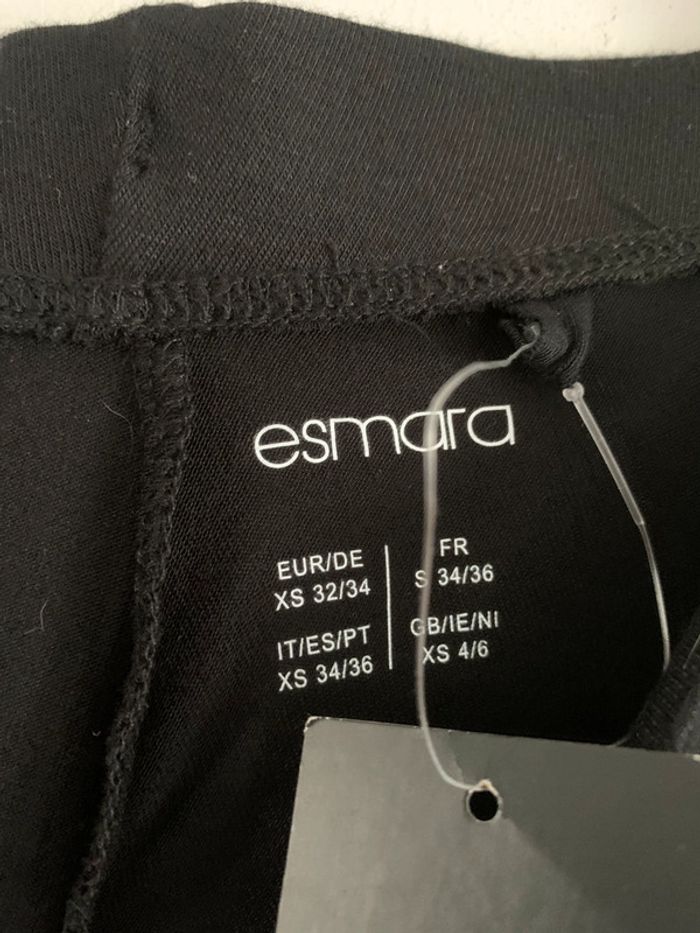 esmara
EUR/DE
XS 32/34
FR
S 34/36
IT/ES/PT
XS 34/36
GB/IE/NI
XS 4/6